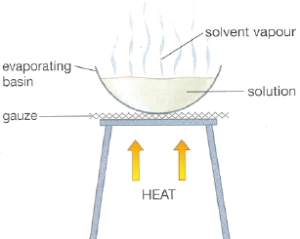 solvent vapour
evaporating
basin
solution
gauze
HEAT